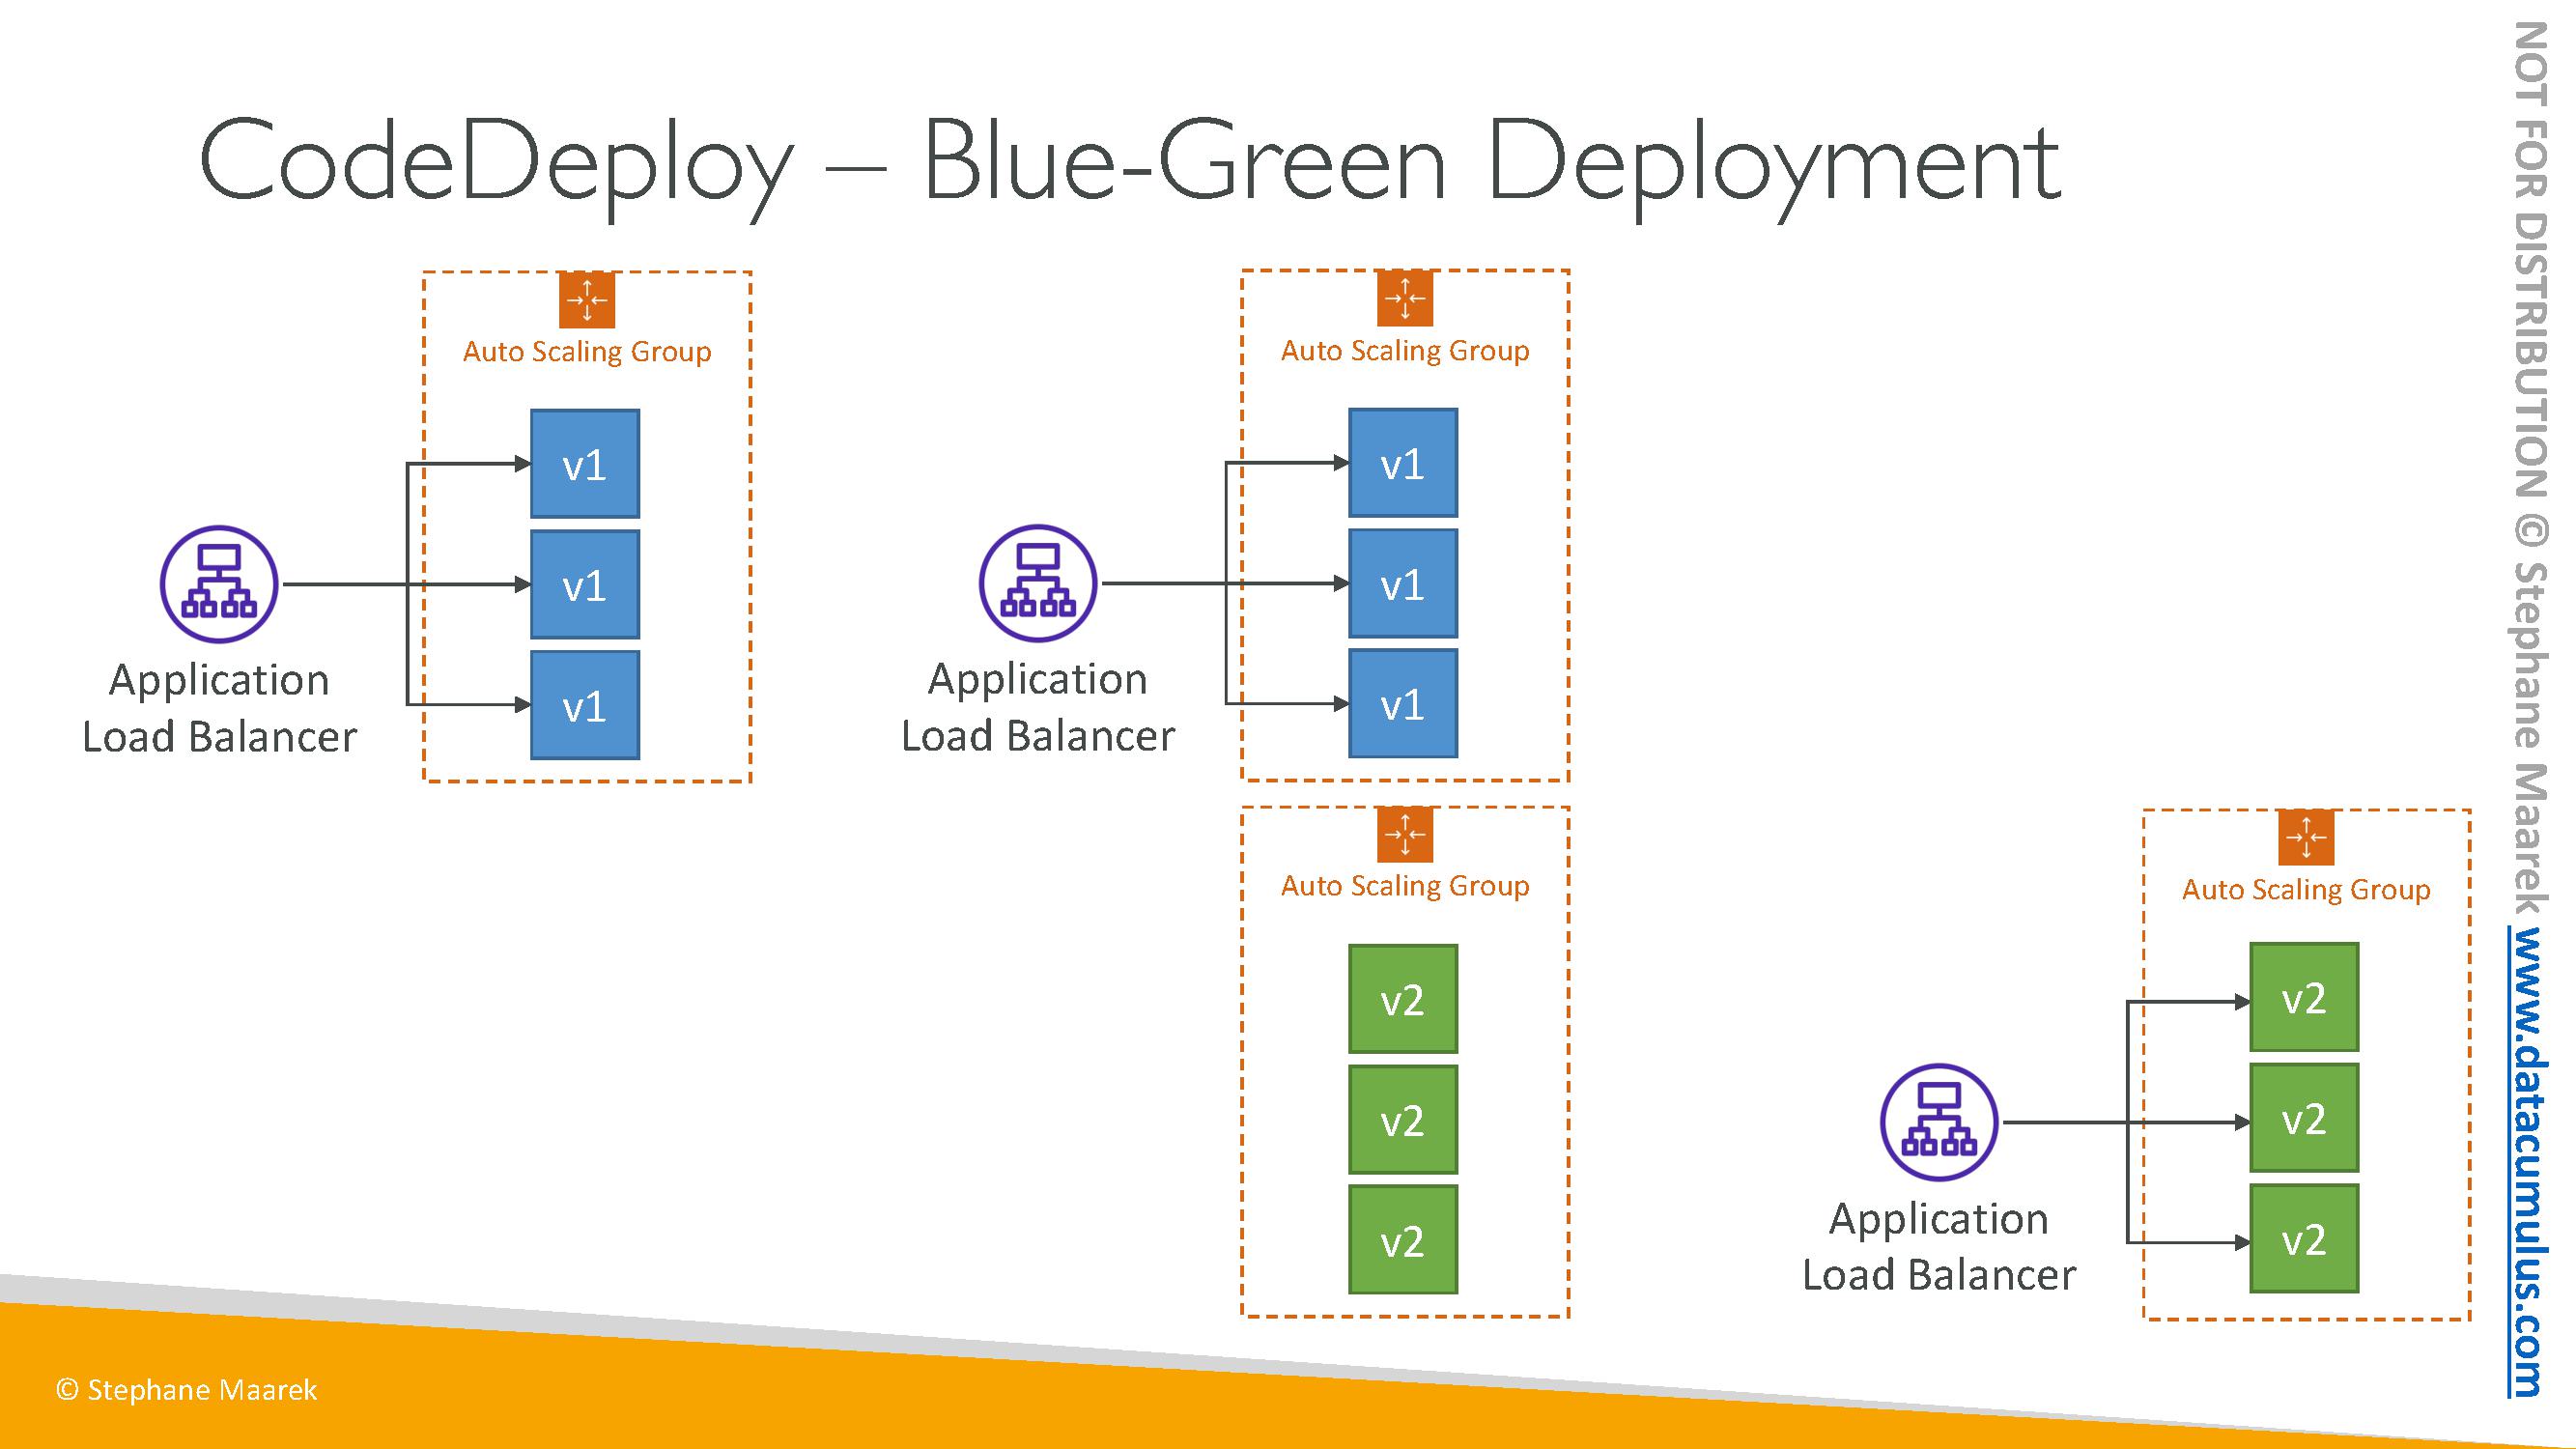 CodeDeploy – Blue-Green Deployment
Auto Scaling Group
v1
v1
v1
Application
Load Balancer
Auto Scaling Group
v1
v1
v1
Application
Load Balancer
Auto Scaling Group
v2
v2
v2
Auto Scaling Group
v2
v2
v2
Application
Load Balancer
© Stephane Maarek
NOT FOR DISTRIBUTION © Stephane Maarek www.datacumulus.com